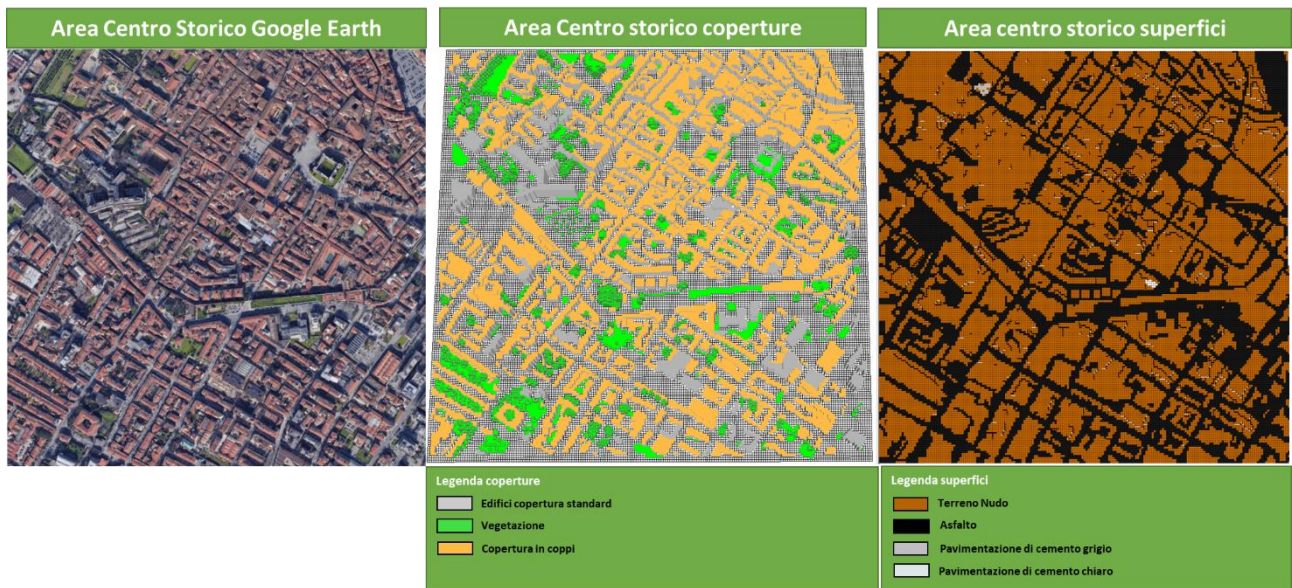 Area Centro Storico Google Earth
Area Centro storico coperture
Area centro storico superfici
Legenda coperture
Edifici copertura standard
Vegetazione
Copertura in coppi
Legenda superfici
Terreno Nudo
Asfalto
Pavimentazione di cemento grigio
Pavimentazione di cemento chiaro